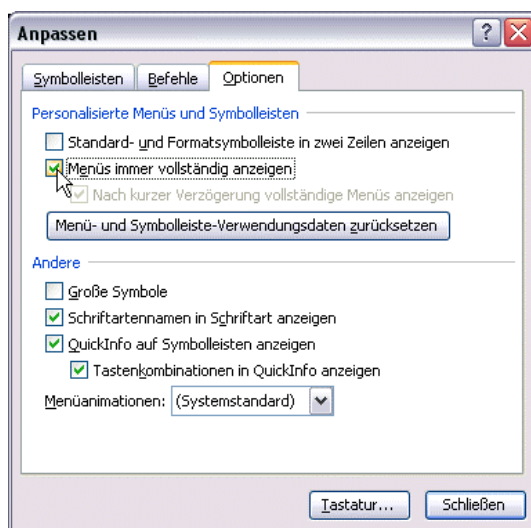 Anpassen
Symbolleisten Befehle Optionen
Personalisierte Menüs und Symbolleisten
Standard- und Formatsymbolleiste in zwei Zeilen anzeigen
Menüs immer vollständig anzeigen
Nach kurzer Verzögerung vollständige Menüs anzeigen
Menü- und Symbolleiste-Verwendungsdaten zurücksetzen
Andere
Große Symbole
Schriftartennamen in Schriftart anzeigen
QuickInfo auf Symbolleisten anzeigen
Tastenkombinationen in QuickInfo anzeigen
Menüanimationen: (Systemstandard)
Tastatur... Schließen